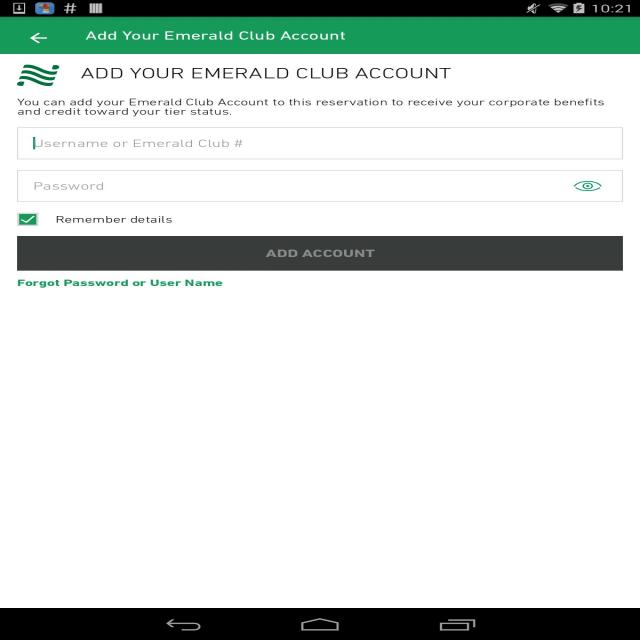 10:21
Add Your Emerald Club Account
ADD YOUR EMERALD CLUB ACCOUNT
You can add your Emerald Club Account to this reservation to receive your corporate benefits
and credit toward your tier status.
Username or Emerald Club #
Password
Remember details
ADD ACCOUNT
Forgot Password or User Name